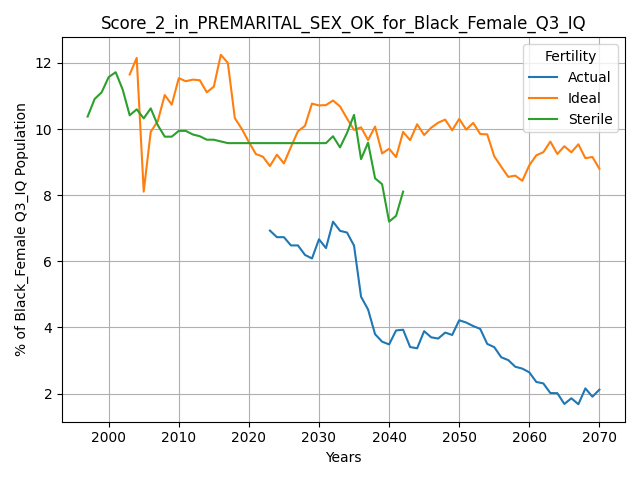 Score_2_in_PREMARITAL_SEX_OK_for_Black_Female_Q3_IQ
Fertility
Actual
Ideal
Sterile
% of Black_Female Q3_IQ Population
12
10
8
6
4
2
2000
2010
2020
2030
2040
2050
2060
2070
Years